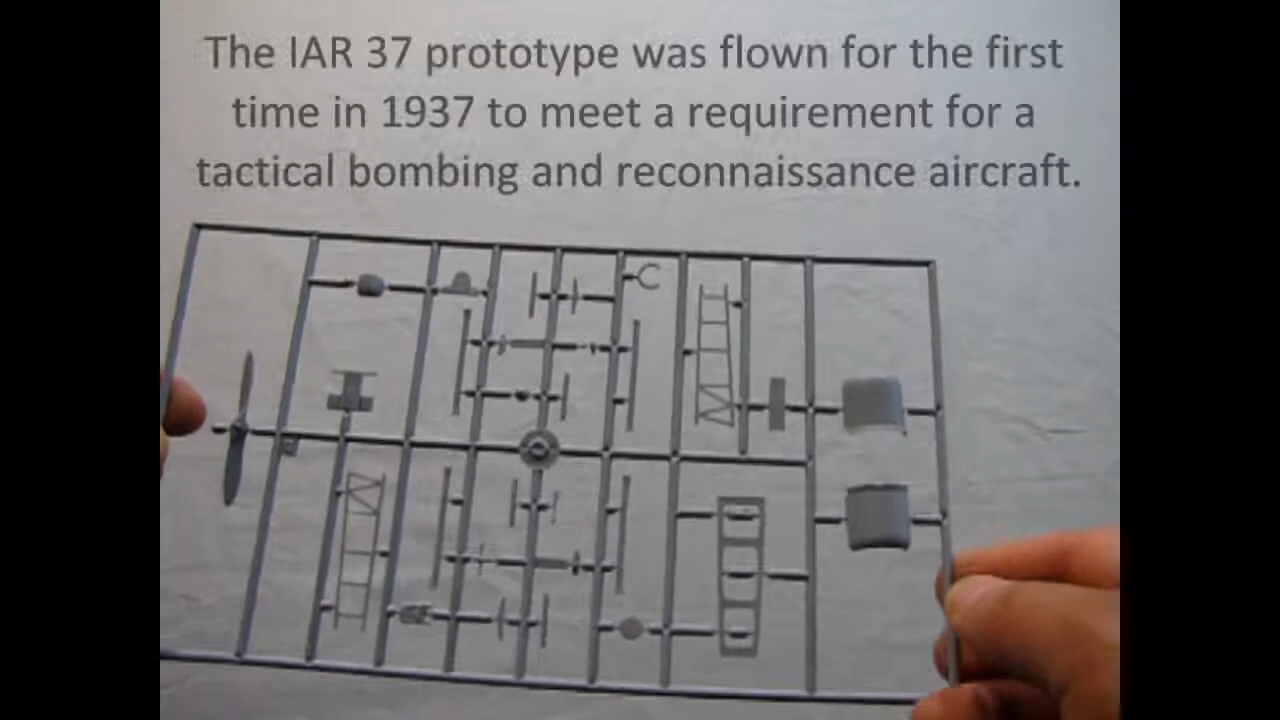 The IAR 37 prototype was flown for the first
time in 1937 to meet a requirement for a
tactical bombing and reconnaissance aircraft.